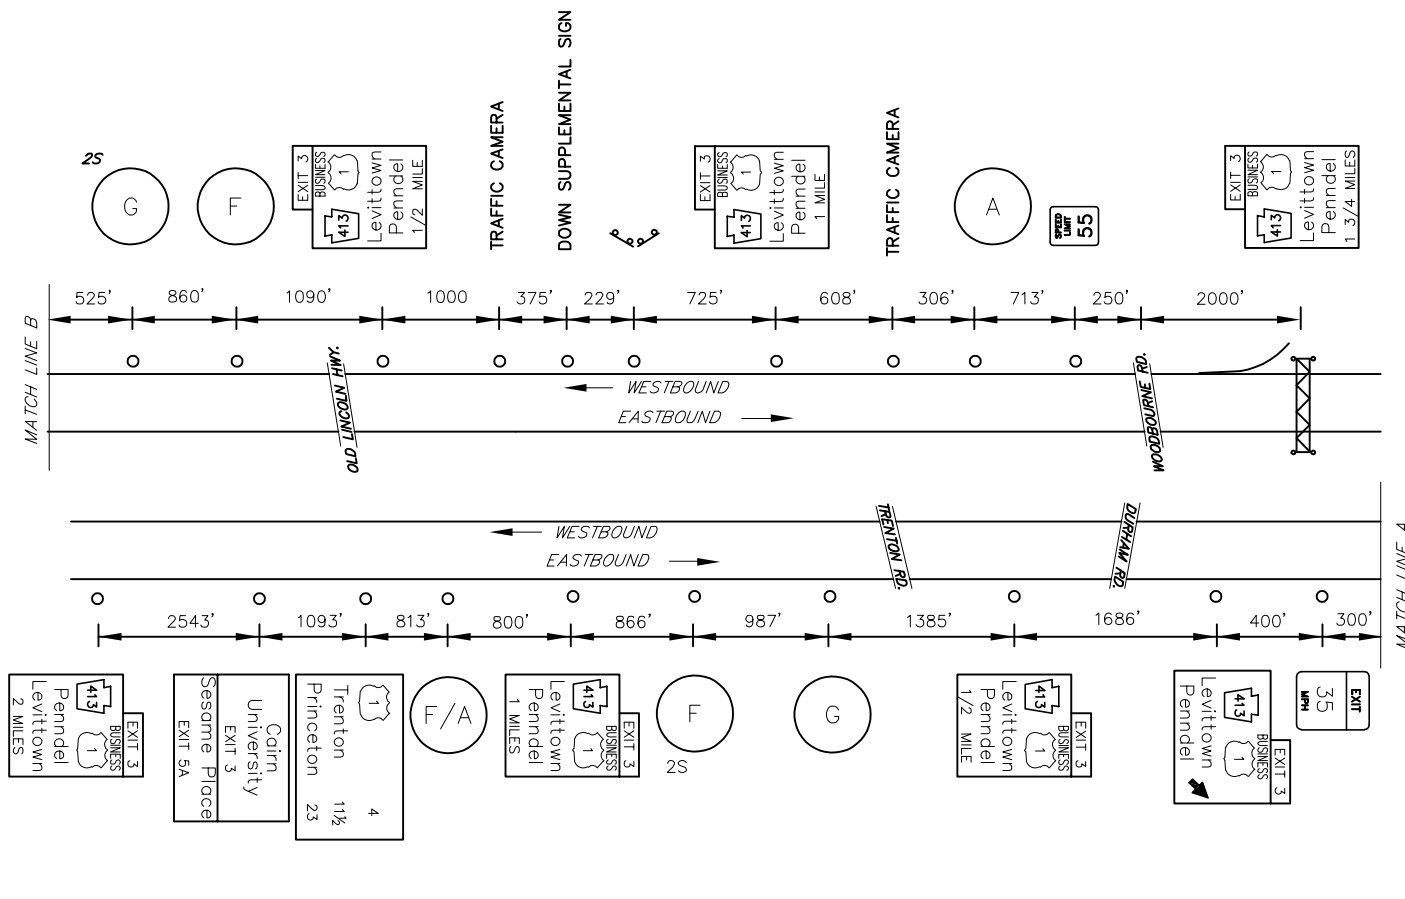 2S
G
F
EXIT 3
BUSINESS
1
413
Levittown
Penndel
1/2 MILE
TRAFFIC CAMERA
DOWN SUPPLEMENTAL SIGN
EXIT 3
BUSINESS
1
413
Levittown
Penndel
1 MILE
TRAFFIC CAMERA
A
SPEED
LIMIT
55
EXIT 3
BUSINESS
1
413
Levittown
Penndel
1 3/4 MILES
525' 860' 1090' 1000 375' 229' 725' 608' 306' 713' 250' 2000'
MATCH LINE B
OLD LINCOLN HWY.
WESTBOUND
EASTBOUND
WOODBOURNE RD.
WESTBOUND
EASTBOUND
TRENTON RD.
DURHAM RD.
MATCH LINE A
2543' 1093' 813' 800' 866' 987' 1385' 1686' 400' 300'
EXIT 3
BUSINESS
413 1
Penndel
Levittown
2 MILES
Cairn
University
EXIT 3
Sesame Place
EXIT 5A
1 4
Trenton 11½
Princeton 23
F/A
EXIT 3
BUSINESS
413 1
Levittown
Penndel
1 MILES
F
2S
G
EXIT 3
BUSINESS
413 1
Levittown
Penndel
1/2 MILE
EXIT 3
BUSINESS
413 1
Levittown
Penndel
EXIT
35
MPH